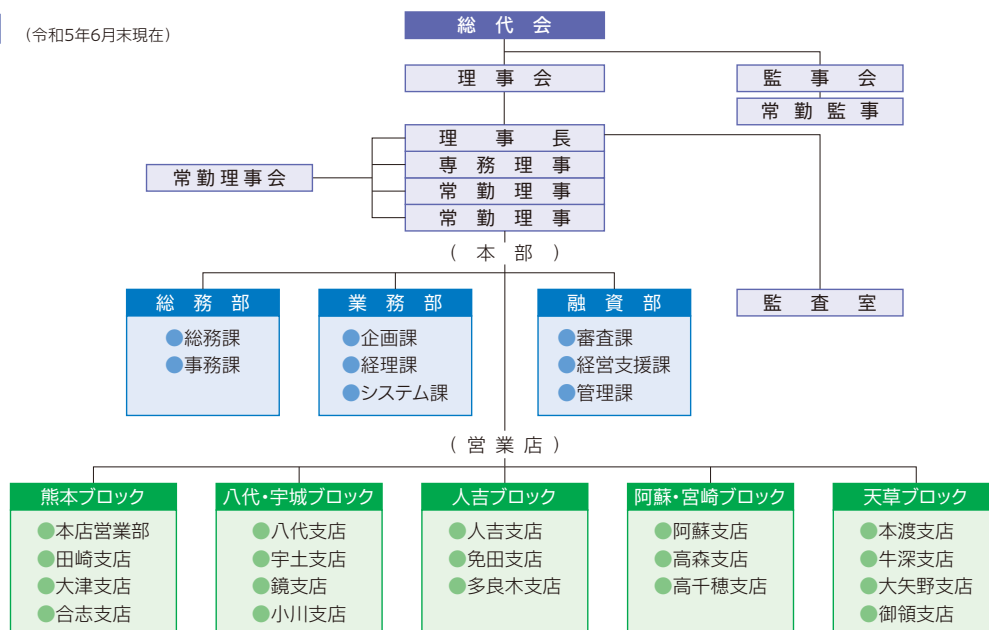 (令和5年6月末現在)
総代会
理事会
監事会
常勤監事
理事長
専務理事
常勤理事
常勤理事
常勤理事会
(本部)
総務部
●総務課
●事務課
業務部
●企画課
●経理課
●システム課
融資部
●審査課
●経営支援課
●管理課
監査室
(営業店)
熊本ブロック
●本店営業部
●田崎支店
●大津支店
●合志支店
八代・宇城ブロック
●八代支店
●宇土支店
●鏡支店
●小川支店
人吉ブロック
●人吉支店
●免田支店
●多良木支店
阿蘇・宮崎ブロック
●阿蘇支店
●高森支店
●高千穂支店
天草ブロック
●本渡支店
●牛深支店
●大矢野支店
●御領支店